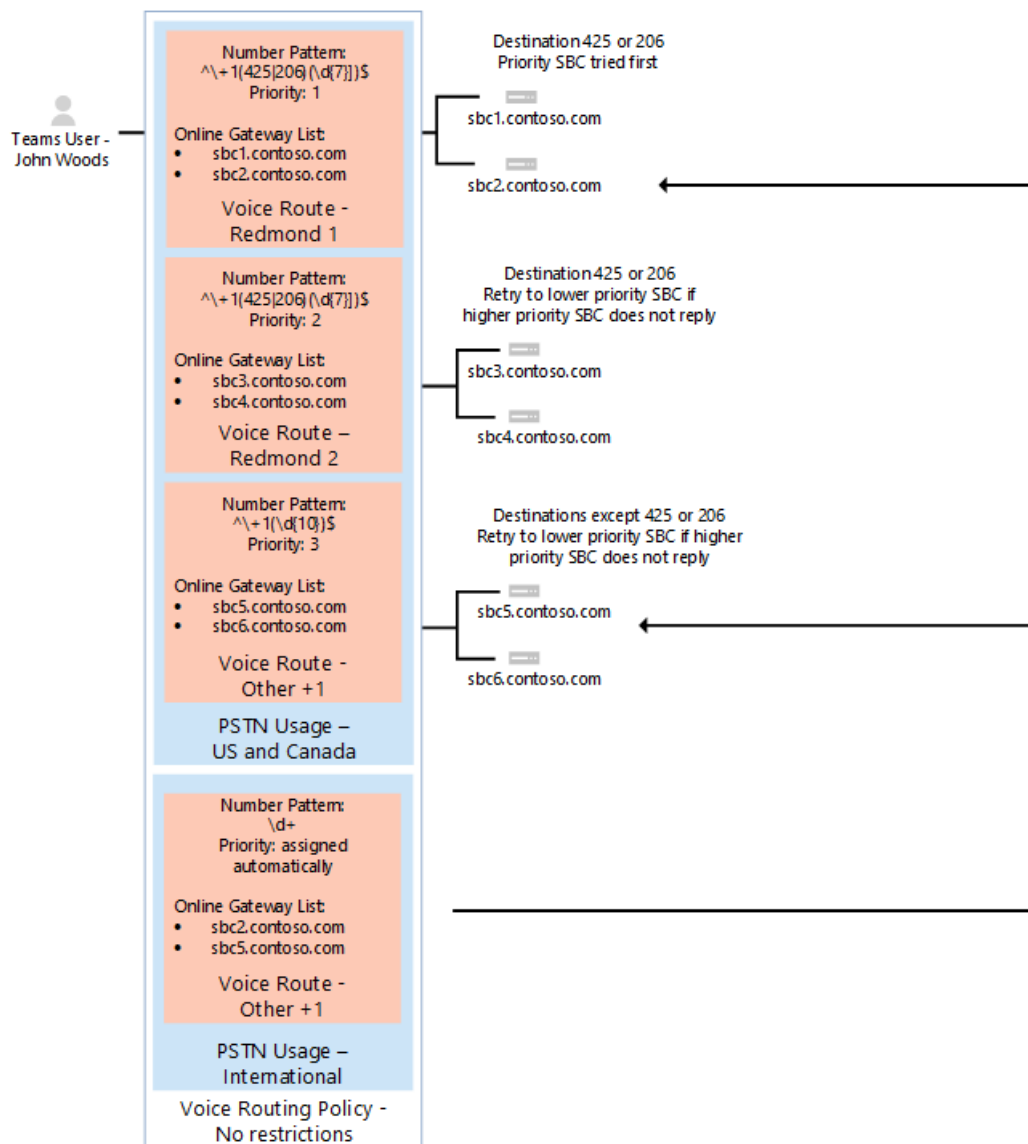 Teams User -
John Woods
Number Pattern:
^\+1(425|206)(\d{7}])$
Priority: 1
Online Gateway List:
• sbc1.contoso.com
• sbc2.contoso.com
Voice Route -
Redmond 1
Destination 425 or 206
Priority SBC tried first
sbc1.contoso.com
sbc2.contoso.com
Number Pattern:
^\+1(425|206)(\d{7}])$
Priority: 2
Online Gateway List:
• sbc3.contoso.com
• sbc4.contoso.com
Voice Route –
Redmond 2
Destination 425 or 206
Retry to lower priority SBC if
higher priority SBC does not reply
sbc3.contoso.com
sbc4.contoso.com
Number Pattern:
^\+1(\d{10})$
Priority: 3
Online Gateway List:
• sbc5.contoso.com
• sbc6.contoso.com
Voice Route -
Other +1
Destinations except 425 or 206
Retry to lower priority SBC if higher
priority SBC does not reply
sbc5.contoso.com
sbc6.contoso.com
PSTN Usage –
US and Canada
Number Pattern:
\d+
Priority: assigned
automatically
Online Gateway List:
• sbc2.contoso.com
• sbc5.contoso.com
Voice Route -
Other +1
PSTN Usage –
International
Voice Routing Policy -
No restrictions